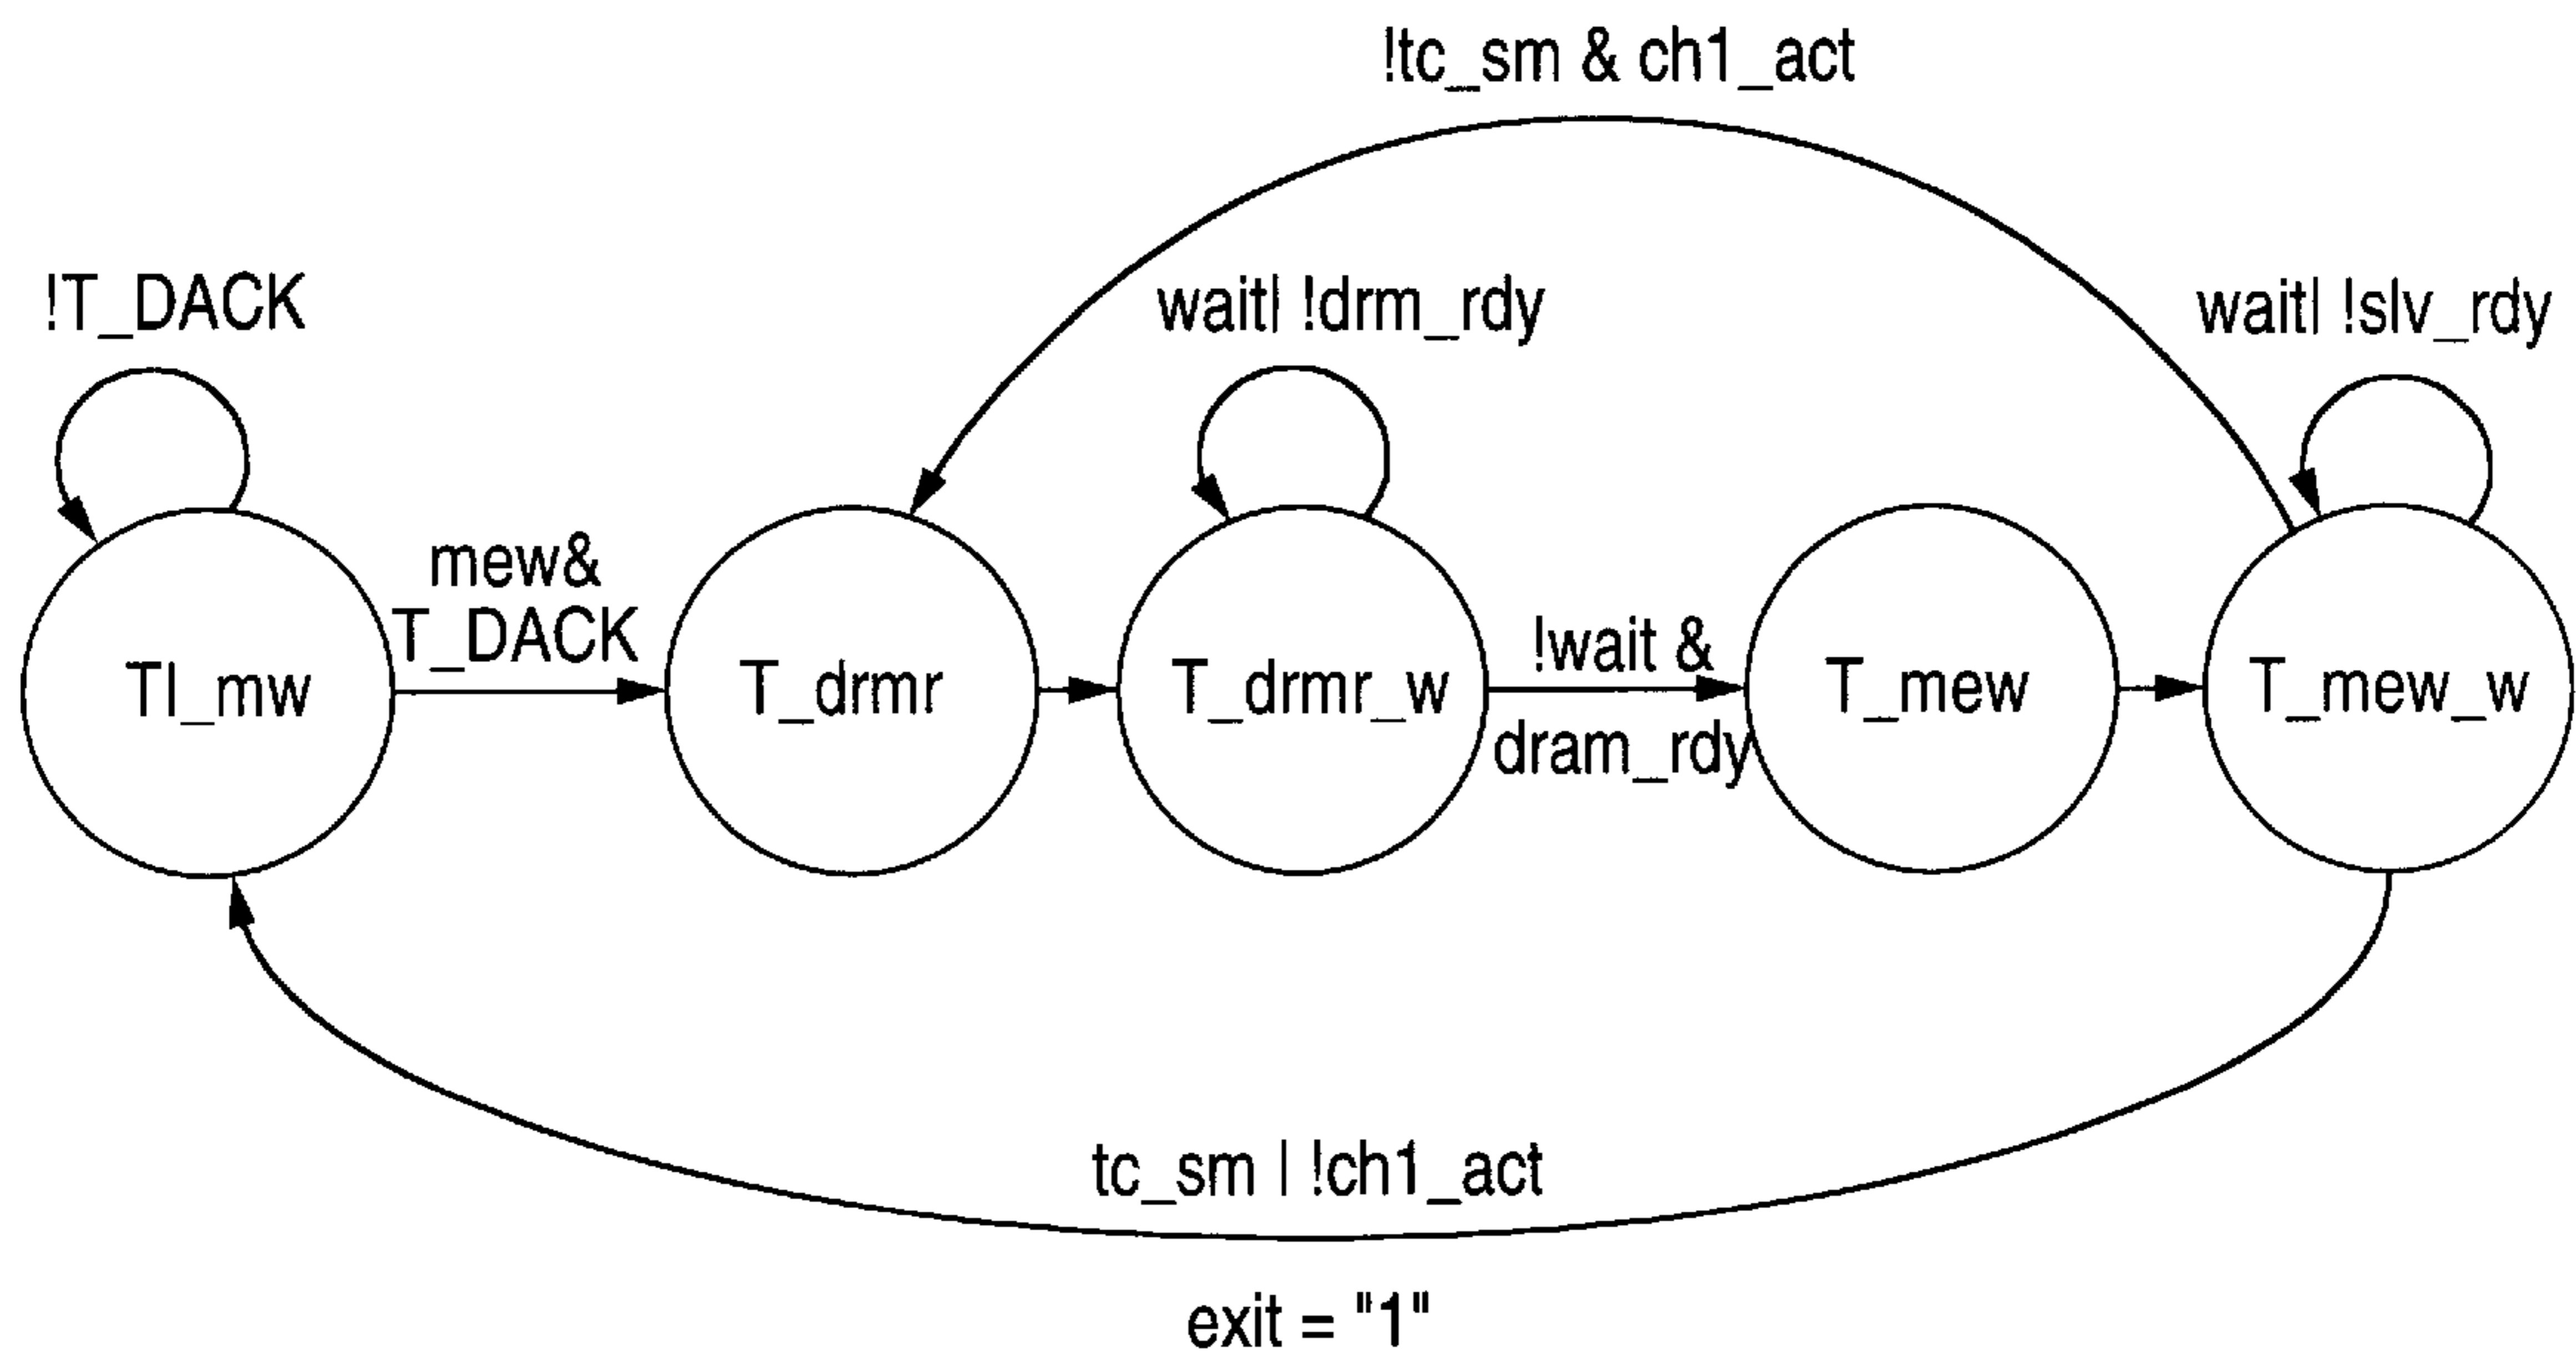 !tc_sm & ch1_act
!T_DACK
wait| !drm_rdy
wait| !slv_rdy
mew&
T_DACK
TI_mw
T_drmr
T_drmr_w
!wait &
dram_rdy
T_mew
T_mew_w
tc_sm | !ch1_act
exit = "1"